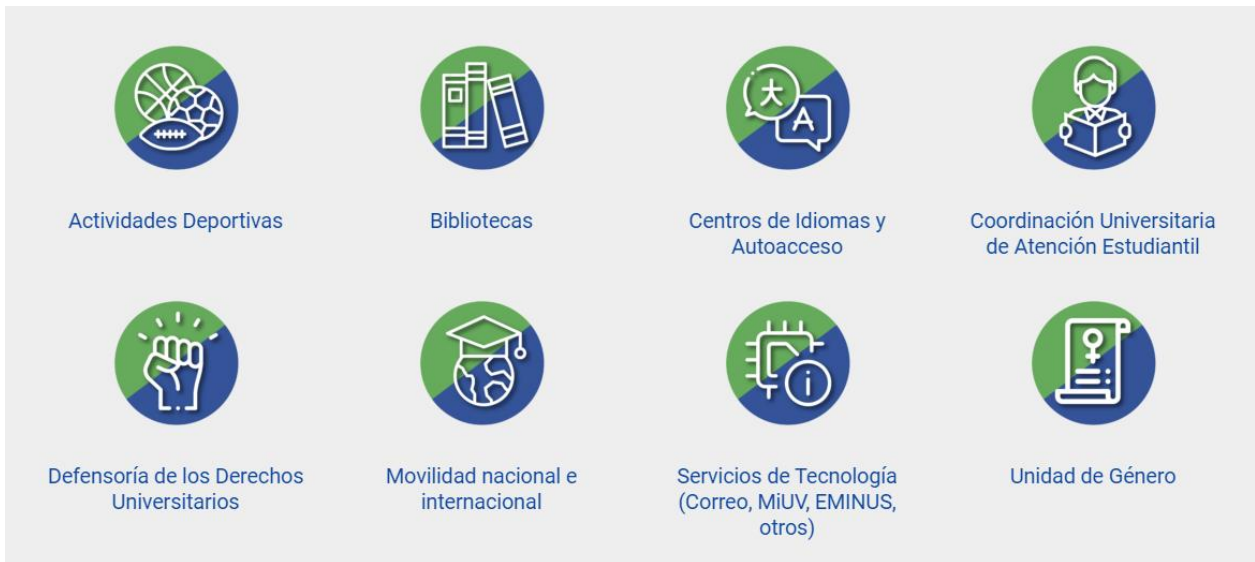 Actividades Deportivas
Bibliotecas
Centros de Idiomas y
Autoacceso
Coordinación Universitaria
de Atención Estudiantil
Defensoría de los Derechos
Universitarios
Movilidad nacional e
internacional
Servicios de Tecnología
(Correo, MiUV, EMINUS,
otros)
Unidad de Género